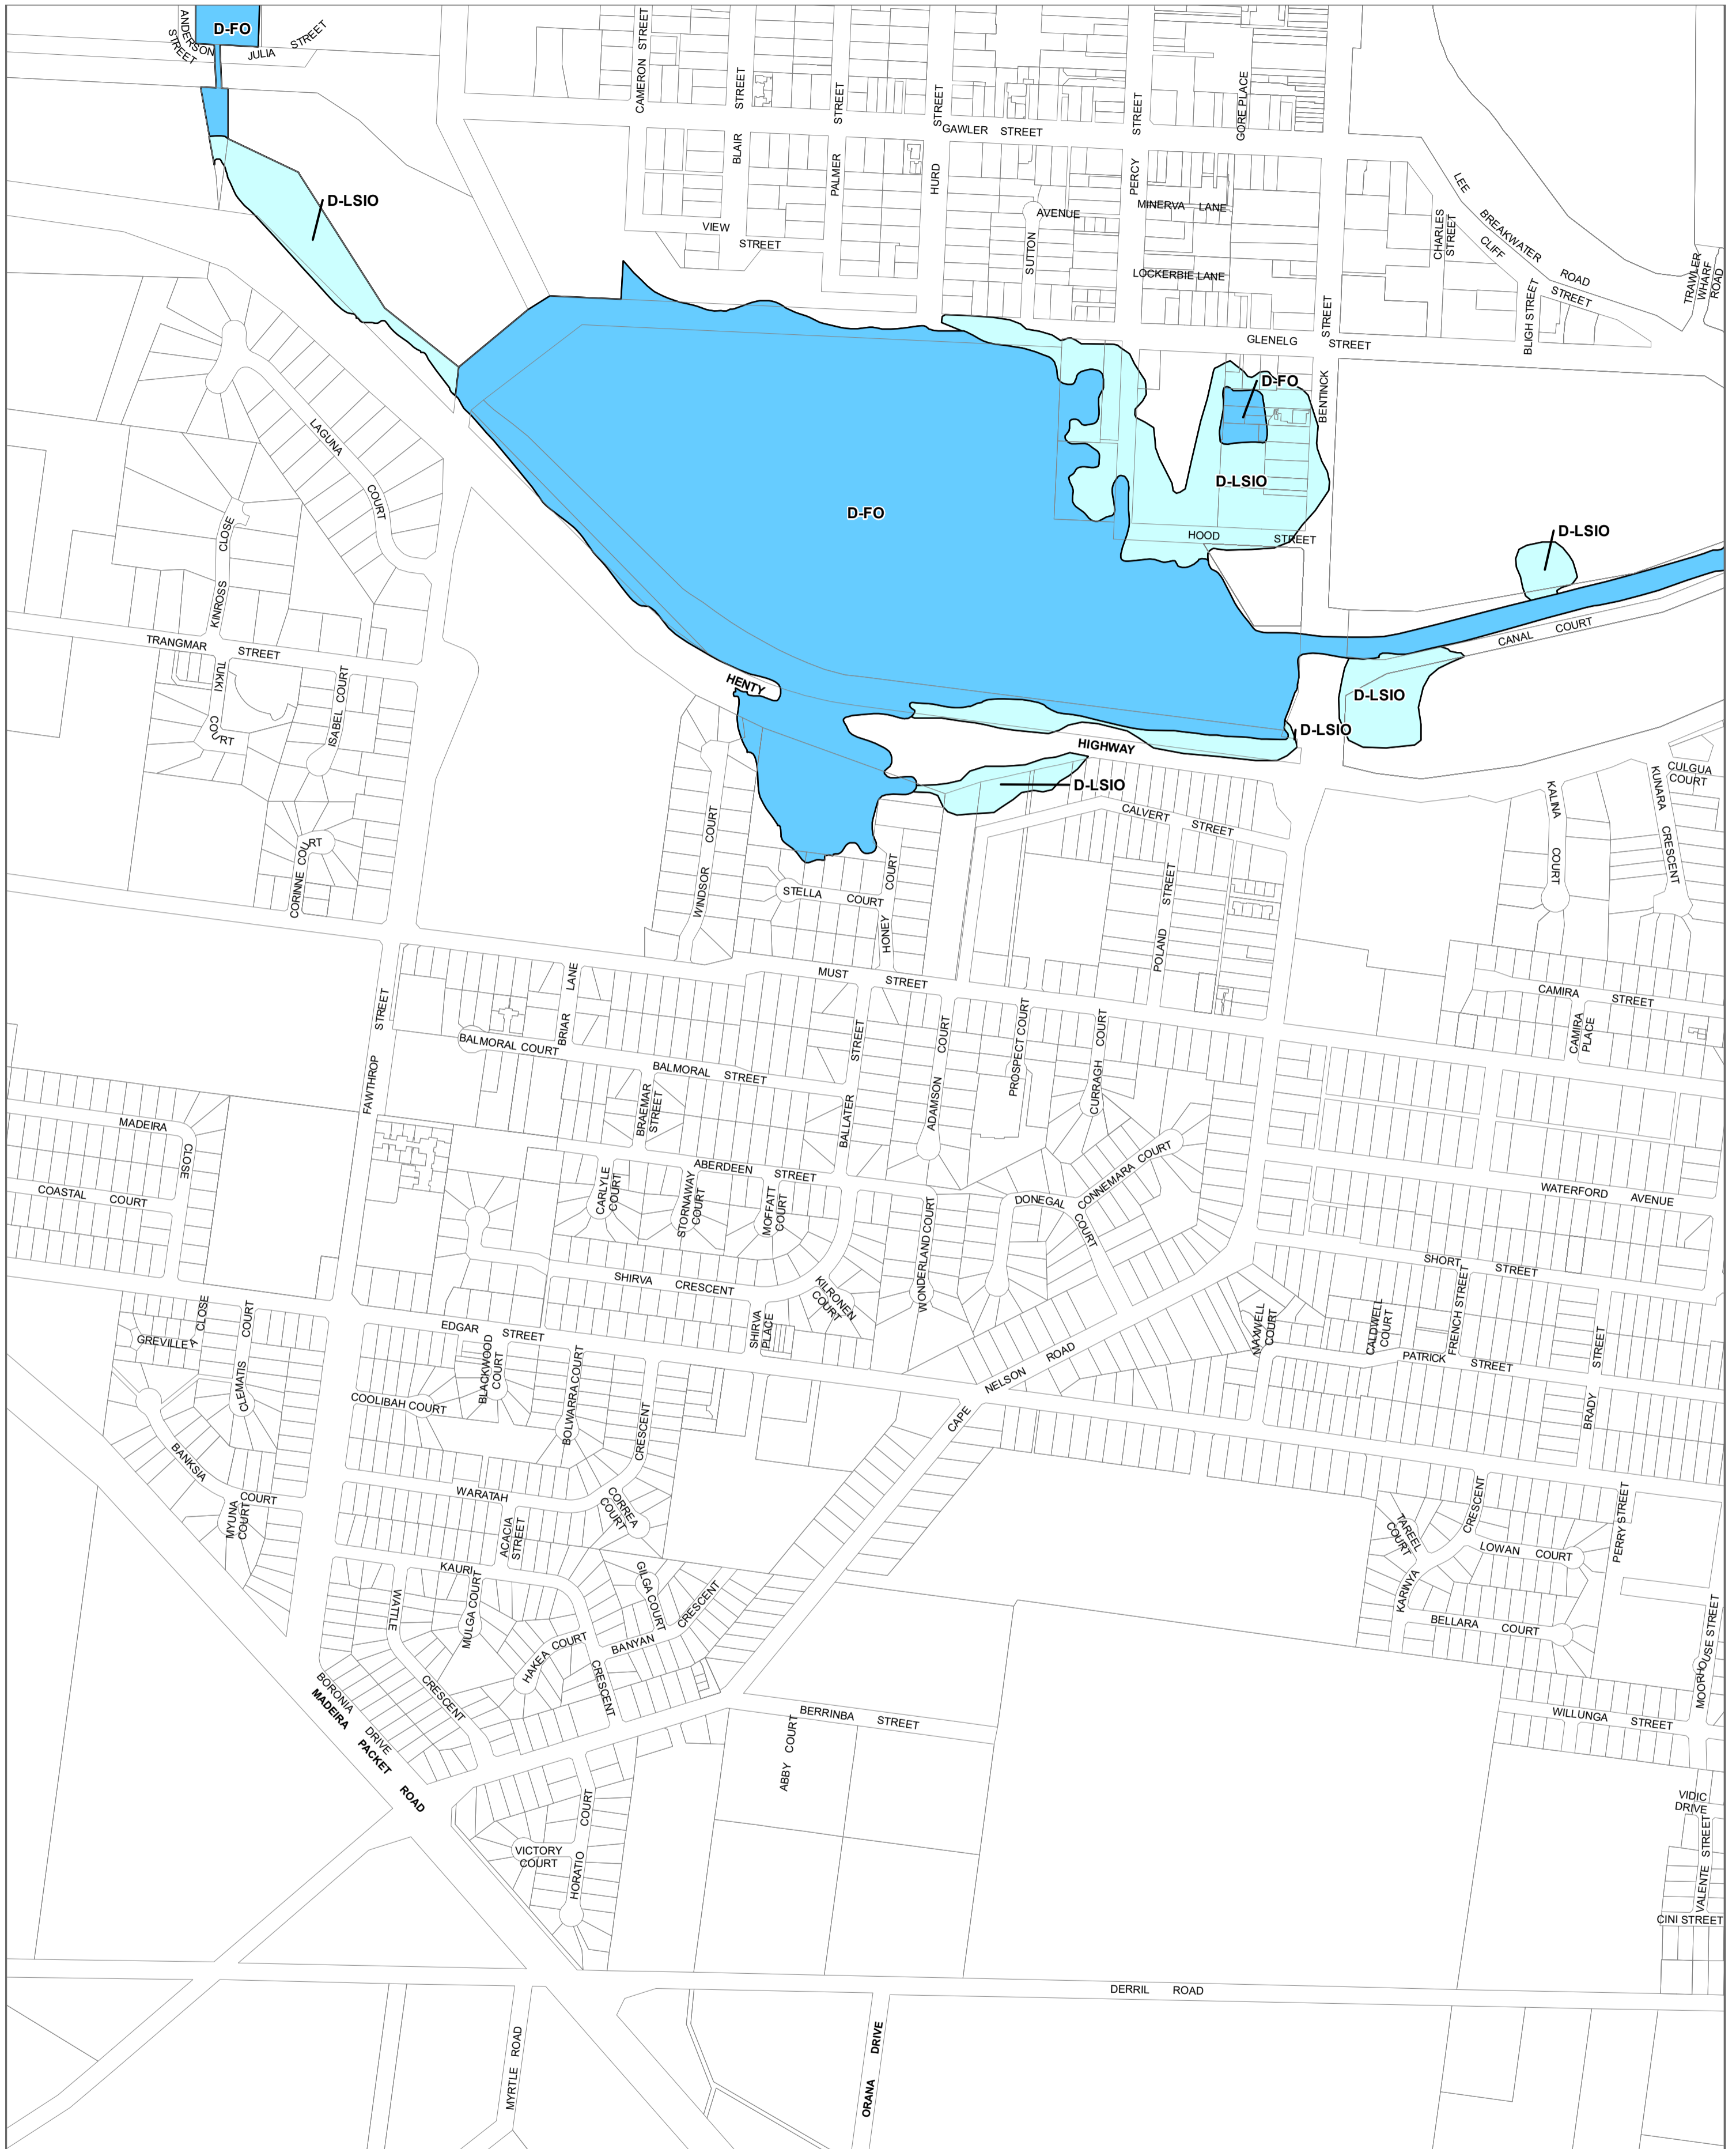 ANDERSON
STREET
D-FO
JULIA
STREET
CAMERON STREET
BLAIR
STREET
PALMER
STREET
HURD
STREET
GAWLER STREET
PERCY
STREET
GORE PLACE
D-LSIO
VIEW
STREET
SUTTON
AVENUE
MINERVA LANE
LOCKERBIE LANE
CHARLES
STREET
LEE
BREAKWATER
ROAD
CLIFF
STREET
BLIGH STREET
TRAWLER
WHARF
ROAD
GLENELG
STREET
BENTINCK
STREET
D-FO
D-LSIO
D-FO
HOOD
STREET
D-LSIO
CANAL COURT
D-LSIO
D-LSIO
LAGUNA
COURT
KINROSS
CLOSE
TRANGMAR
STREET
TUKKI
COURT
ISABEL COURT
HENTY
HIGHWAY
D-LSIO
CULGUA
COURT
KUNARA
CRESCENT
KALINA
COURT
CALVERT
STREET
CORINNE COURT
WINDSOR
COURT
STELLA
COURT
HONEY
COURT
POLAND
STREET
MUST
STREET
CAMIRA
STREET
CAMIRA
PLACE
FAWTHROP
STREET
BRIAR
LANE
BALMORAL COURT
BALMORAL STREET
BRAEMAR
STREET
BALLATER
STREET
ADAMSON
COURT
PROSPECT COURT
CURRAGH
COURT
MADEIRA
CLOSE
COASTAL COURT
ABERDEEN
STREET
CARLYLE
COURT
STORNAWAY
COURT
MOFFATT
COURT
DONEGAL
COURT
CONNEMARA COURT
WATERFORD AVENUE
WONDERLAND COURT
SHIRVA
CRESCENT
SHIRVA
PLACE
KILRONEN
COURT
SHORT
STREET
FRENCH STREET
MAXWELL
COURT
CALDWELL
COURT
PATRICK
STREET
BRADY
STREET
GREVILLEA
CLOSE
CLEMATIS
COURT
EDGAR
STREET
BLACKWOOD
COURT
BOLWARRA COURT
COOLIBAH COURT
NELSON
ROAD
CAPE
BANKSIA
COURT
MYUNA
COURT
WARATAH
CRESCENT
CORREA
COURT
ACACIA
STREET
KAURI
CRESCENT
WATTLE
CRESCENT
MULGA COURT
GILGA COURT
HAKEA COURT
BANYAN
CRESCENT
TAREEL
COURT
KARINYA
CRESCENT
LOWAN COURT
BELLARA COURT
PERRY STREET
MOORHOUSE STREET
BORONIA
DRIVE
MADEIRA
PACKET
ROAD
BERRINBA STREET
ABBY COURT
WILLUNGA STREET
VIDIC
DRIVE
VALENTE STREET
CINI STREET
VICTORY
COURT
HORATIO
COURT
DERRIL ROAD
MYRTLE ROAD
ORANA DRIVE